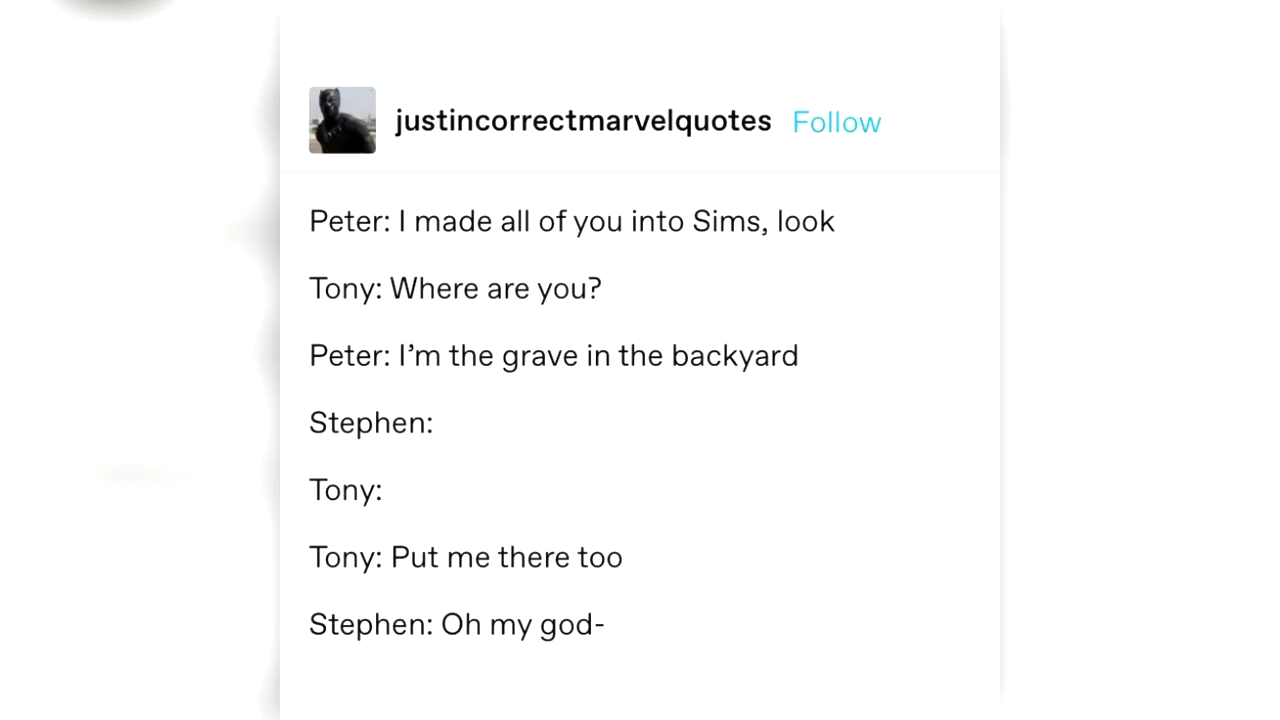 justincorrectmarvelquotes Follow
Peter: I made all of you into Sims, look
Tony: Where are you?
Peter: I’m the grave in the backyard
Stephen:
Tony:
Tony: Put me there too
Stephen: Oh my god-